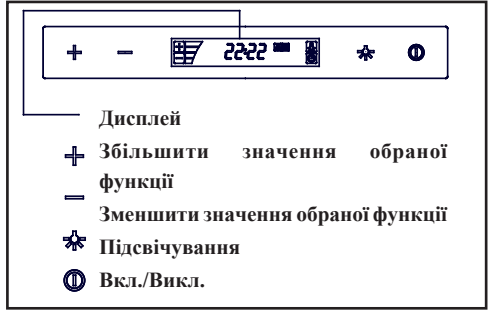 + − 22:22
Дисплей
+ Збільшити значення обраної
функції
− Зменшити значення обраної функції
Підсвічування
Вкл./Викл.